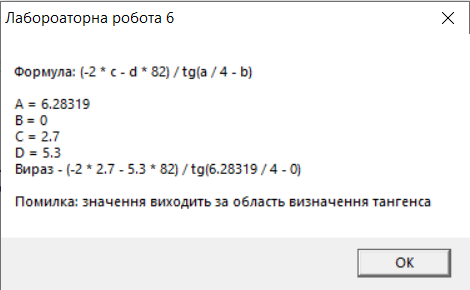 Лабороаторна робота 6
Формула: (-2 * c - d * 82) / tg(a / 4 - b)
A = 6.28319
B = 0
C = 2.7
D = 5.3
Вираз - (-2 * 2.7 - 5.3 * 82) / tg(6.28319 / 4 - 0)
Помилка: значення виходить за область визначення тангенса
OK